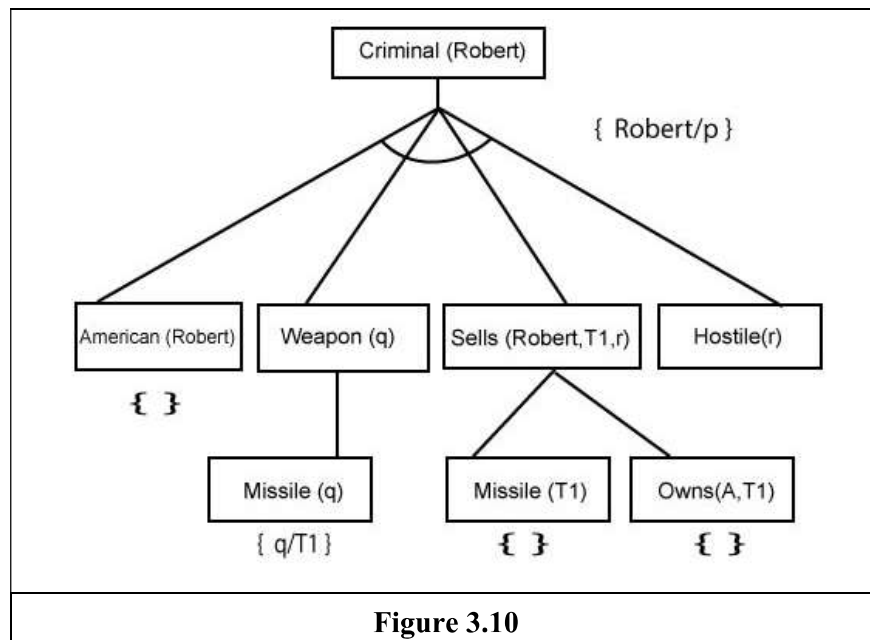 Criminal (Robert)
{ Robert/p }
American (Robert)
Weapon (q)
Sells (Robert,T1,r)
Hostile(r)
{ }
Missile (q)
Missile (T1)
Owns(A,T1)
{ q/T1 }
{ }
{ }
Figure 3.10